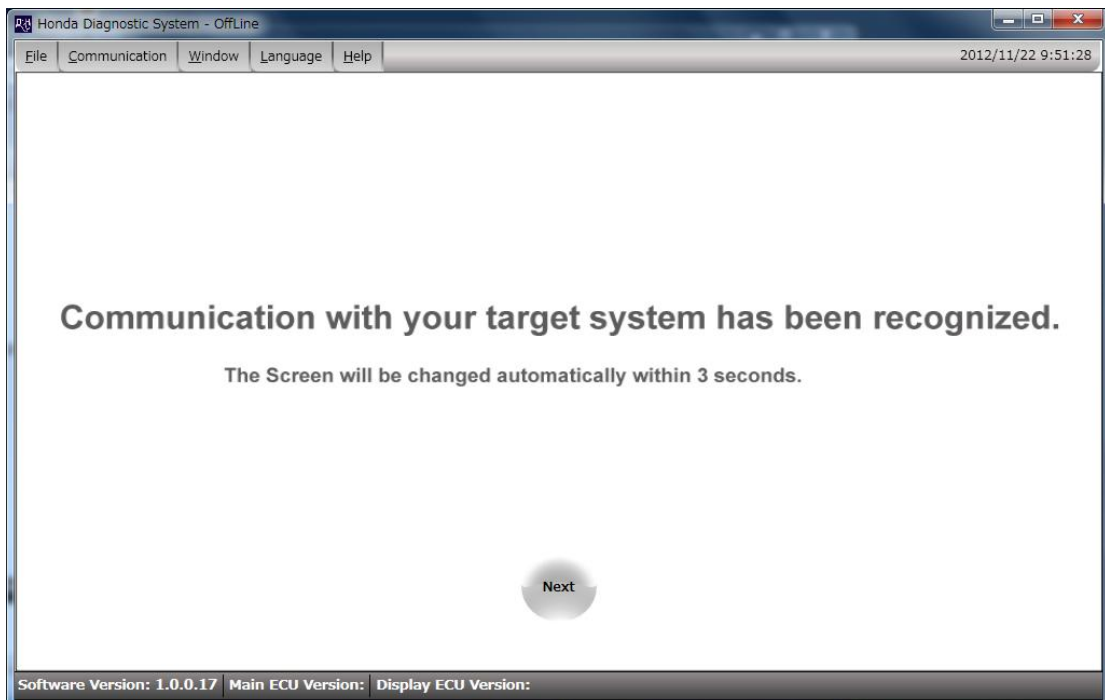 Honda Diagnostic System - OffLine
File Communication Window Language Help 2012/11/22 9:51:28
Communication with your target system has been recognized.
The Screen will be changed automatically within 3 seconds.
Next
Software Version: 1.0.0.17 Main ECU Version: Display ECU Version: